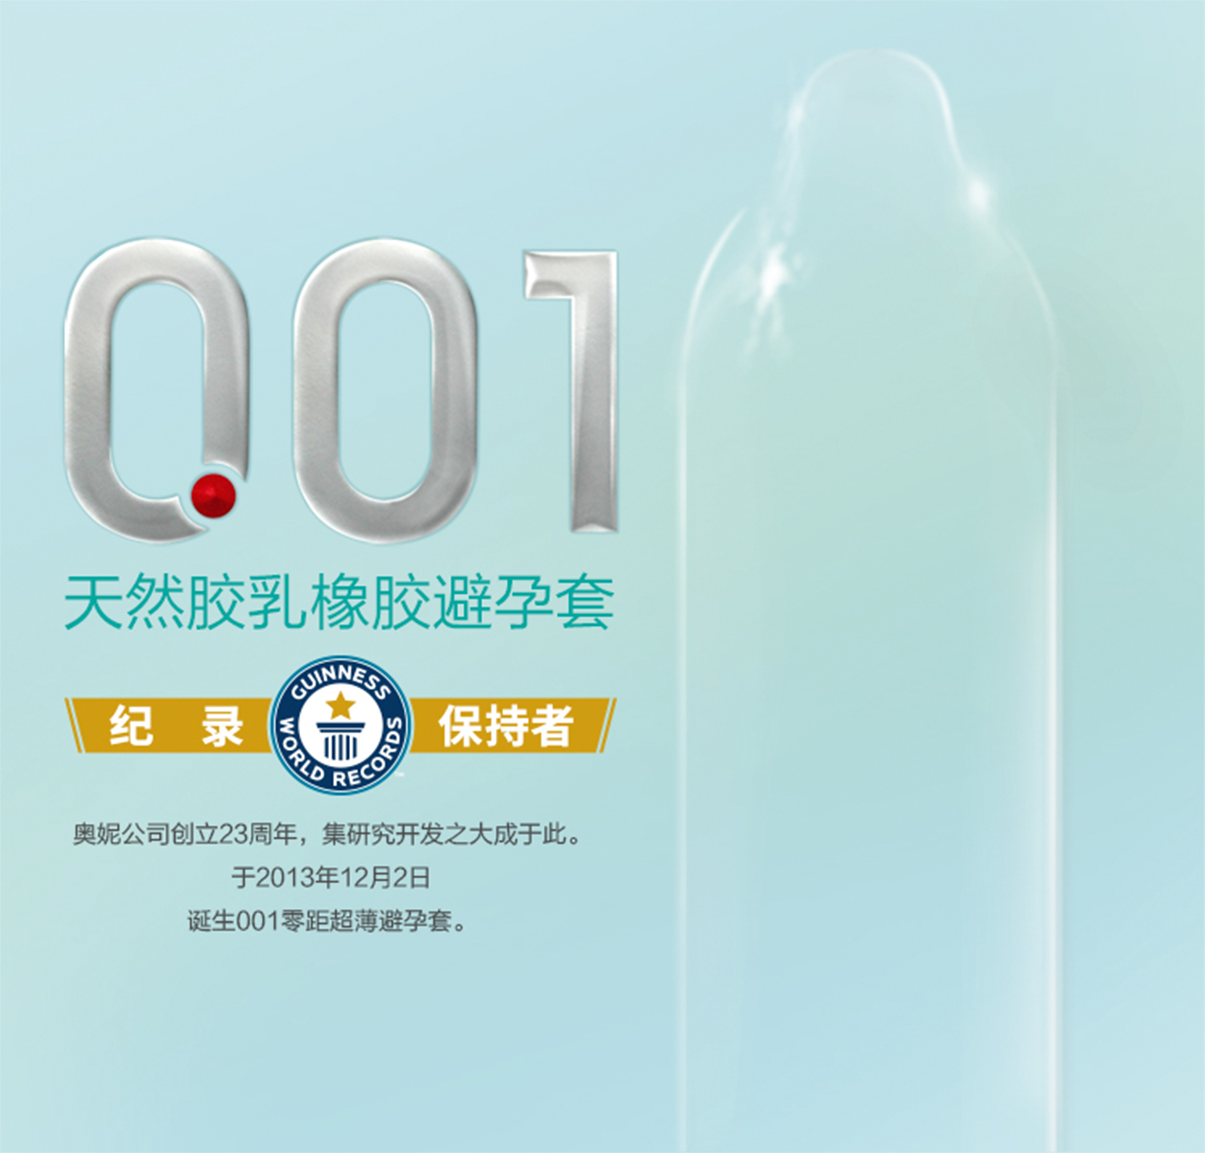 0.01
天然胶乳橡胶避孕套
纪 录 GUINNESS WORLD RECORDS 保持者
奥妮公司创立23周年，集研究开发之大成于此。
于2013年12月2日
诞生001零距超薄避孕套。